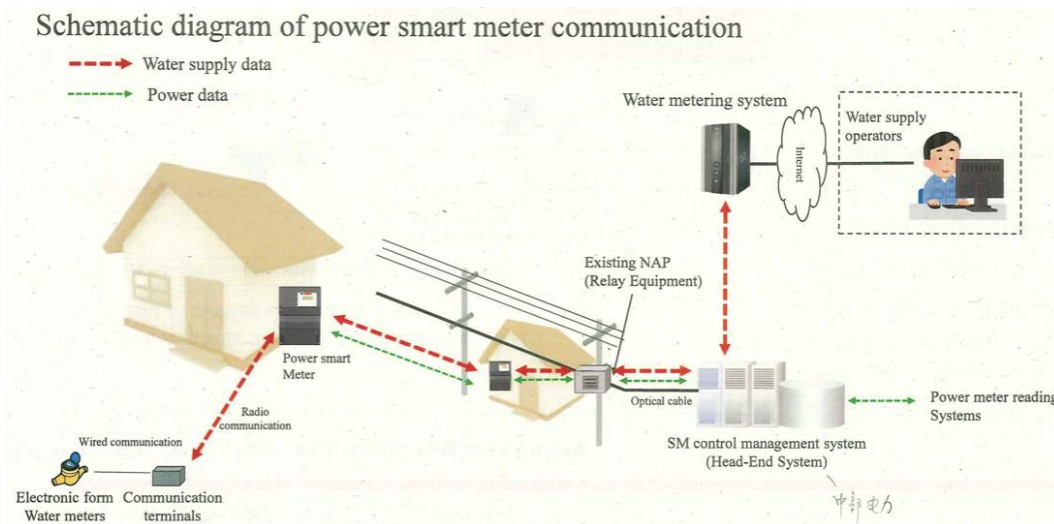 Schematic diagram of power smart meter communication
Water supply data
Power data
Water metering system
Internet
Water supply
operators
Existing NAP
(Relay Equipment)
Power smart
Meter
Radio
communication
Wired communication
Optical cable
Electronic form
Water meters
Communication
terminals
SM control management system
(Head-End System)
Power meter reading
Systems
中部電力